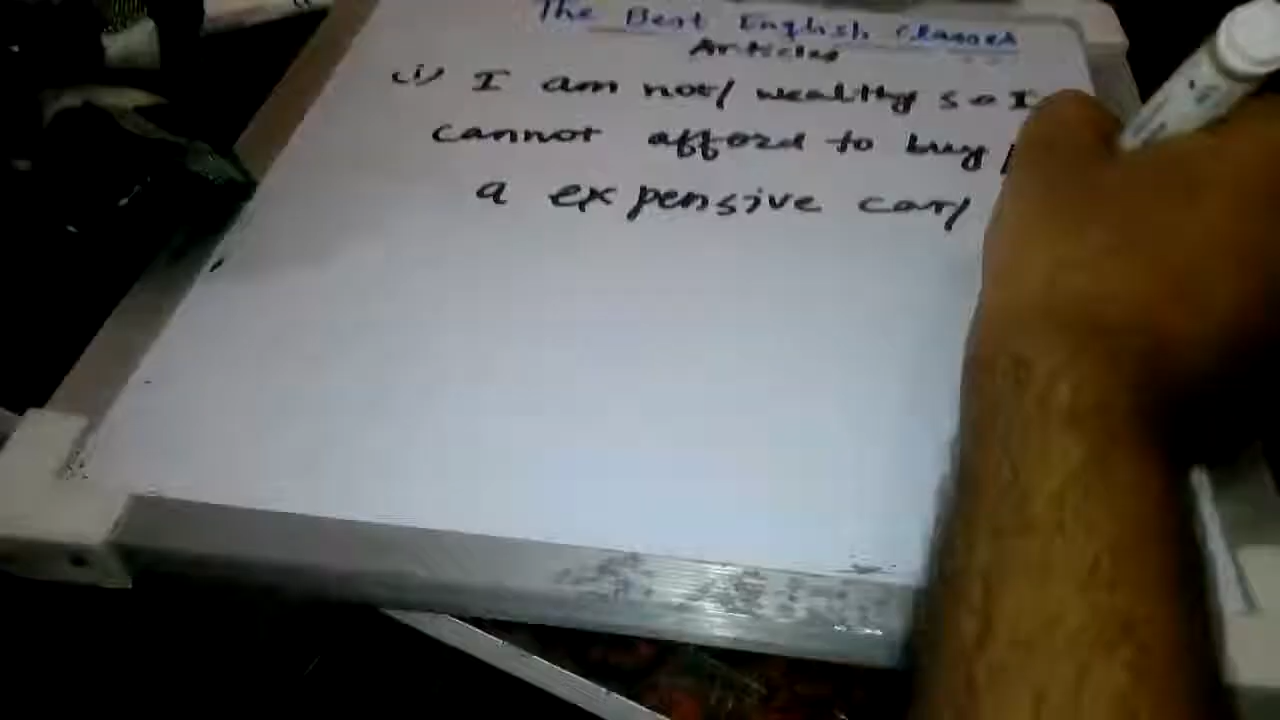 The Best English Classes
Articles
(i) I am not/ wealthy so I
cannot afford to buy/
a expensive car/